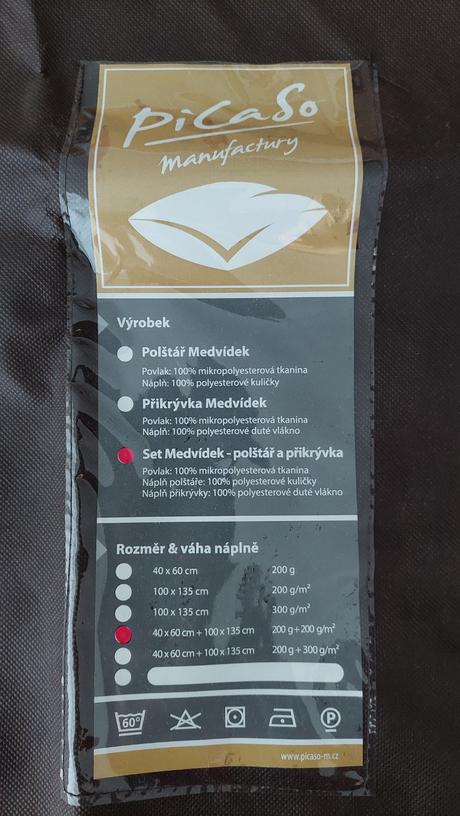 PiCaSo
manufactury
Výrobek
Polštář Medvídek
Povlak: 100% mikropolyesterová tkanina
Náplň: 100% polyesterové kuličky
Přikrývka Medvídek
Povlak: 100% mikropolyesterová tkanina
Náplň: 100% polyesterové duté vlákno
Set Medvídek - polštář a přikrývka
Povlak: 100% mikropolyesterová tkanina
Náplň polštáře: 100% polyesterové kuličky
Náplň přikrývky: 100% polyesterové duté vlákno
Rozměr & váha náplně
40 x 60 cm 200 g
100 x 135 cm 200 g/m²
100 x 135 cm 300 g/m²
40 x 60 cm + 100 x 135 cm 200 g + 200 g/m²
40 x 60 cm + 100 x 135 cm 200 g + 300 g/m²
60° P
www.picaso-m.cz